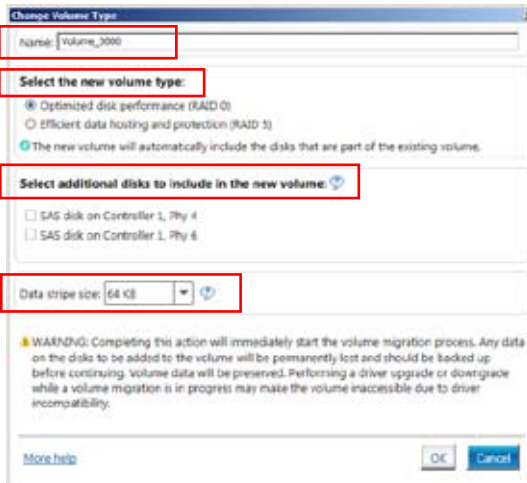 Change Volume Type
Name: Volume_0000
Select the new volume type:
Optimized disk performance (RAID 0)
Efficient data hosting and protection (RAID 5)
The new volume will automatically include the disks that are part of the existing volume.
Select additional disks to include in the new volume: ?
SAS disk on Controller 1, Phy 4
SAS disk on Controller 1, Phy 6
Data stripe size: 64 KB ?
WARNING: Completing this action will immediately start the volume migration process. Any data
on the disks to be added to the volume will be permanently lost and should be backed up
before continuing. Volume data will be preserved. Performing a driver upgrade or downgrade
while a volume migration is in progress may make the volume inaccessible due to driver
incompatibility.
More help
OK
Cancel